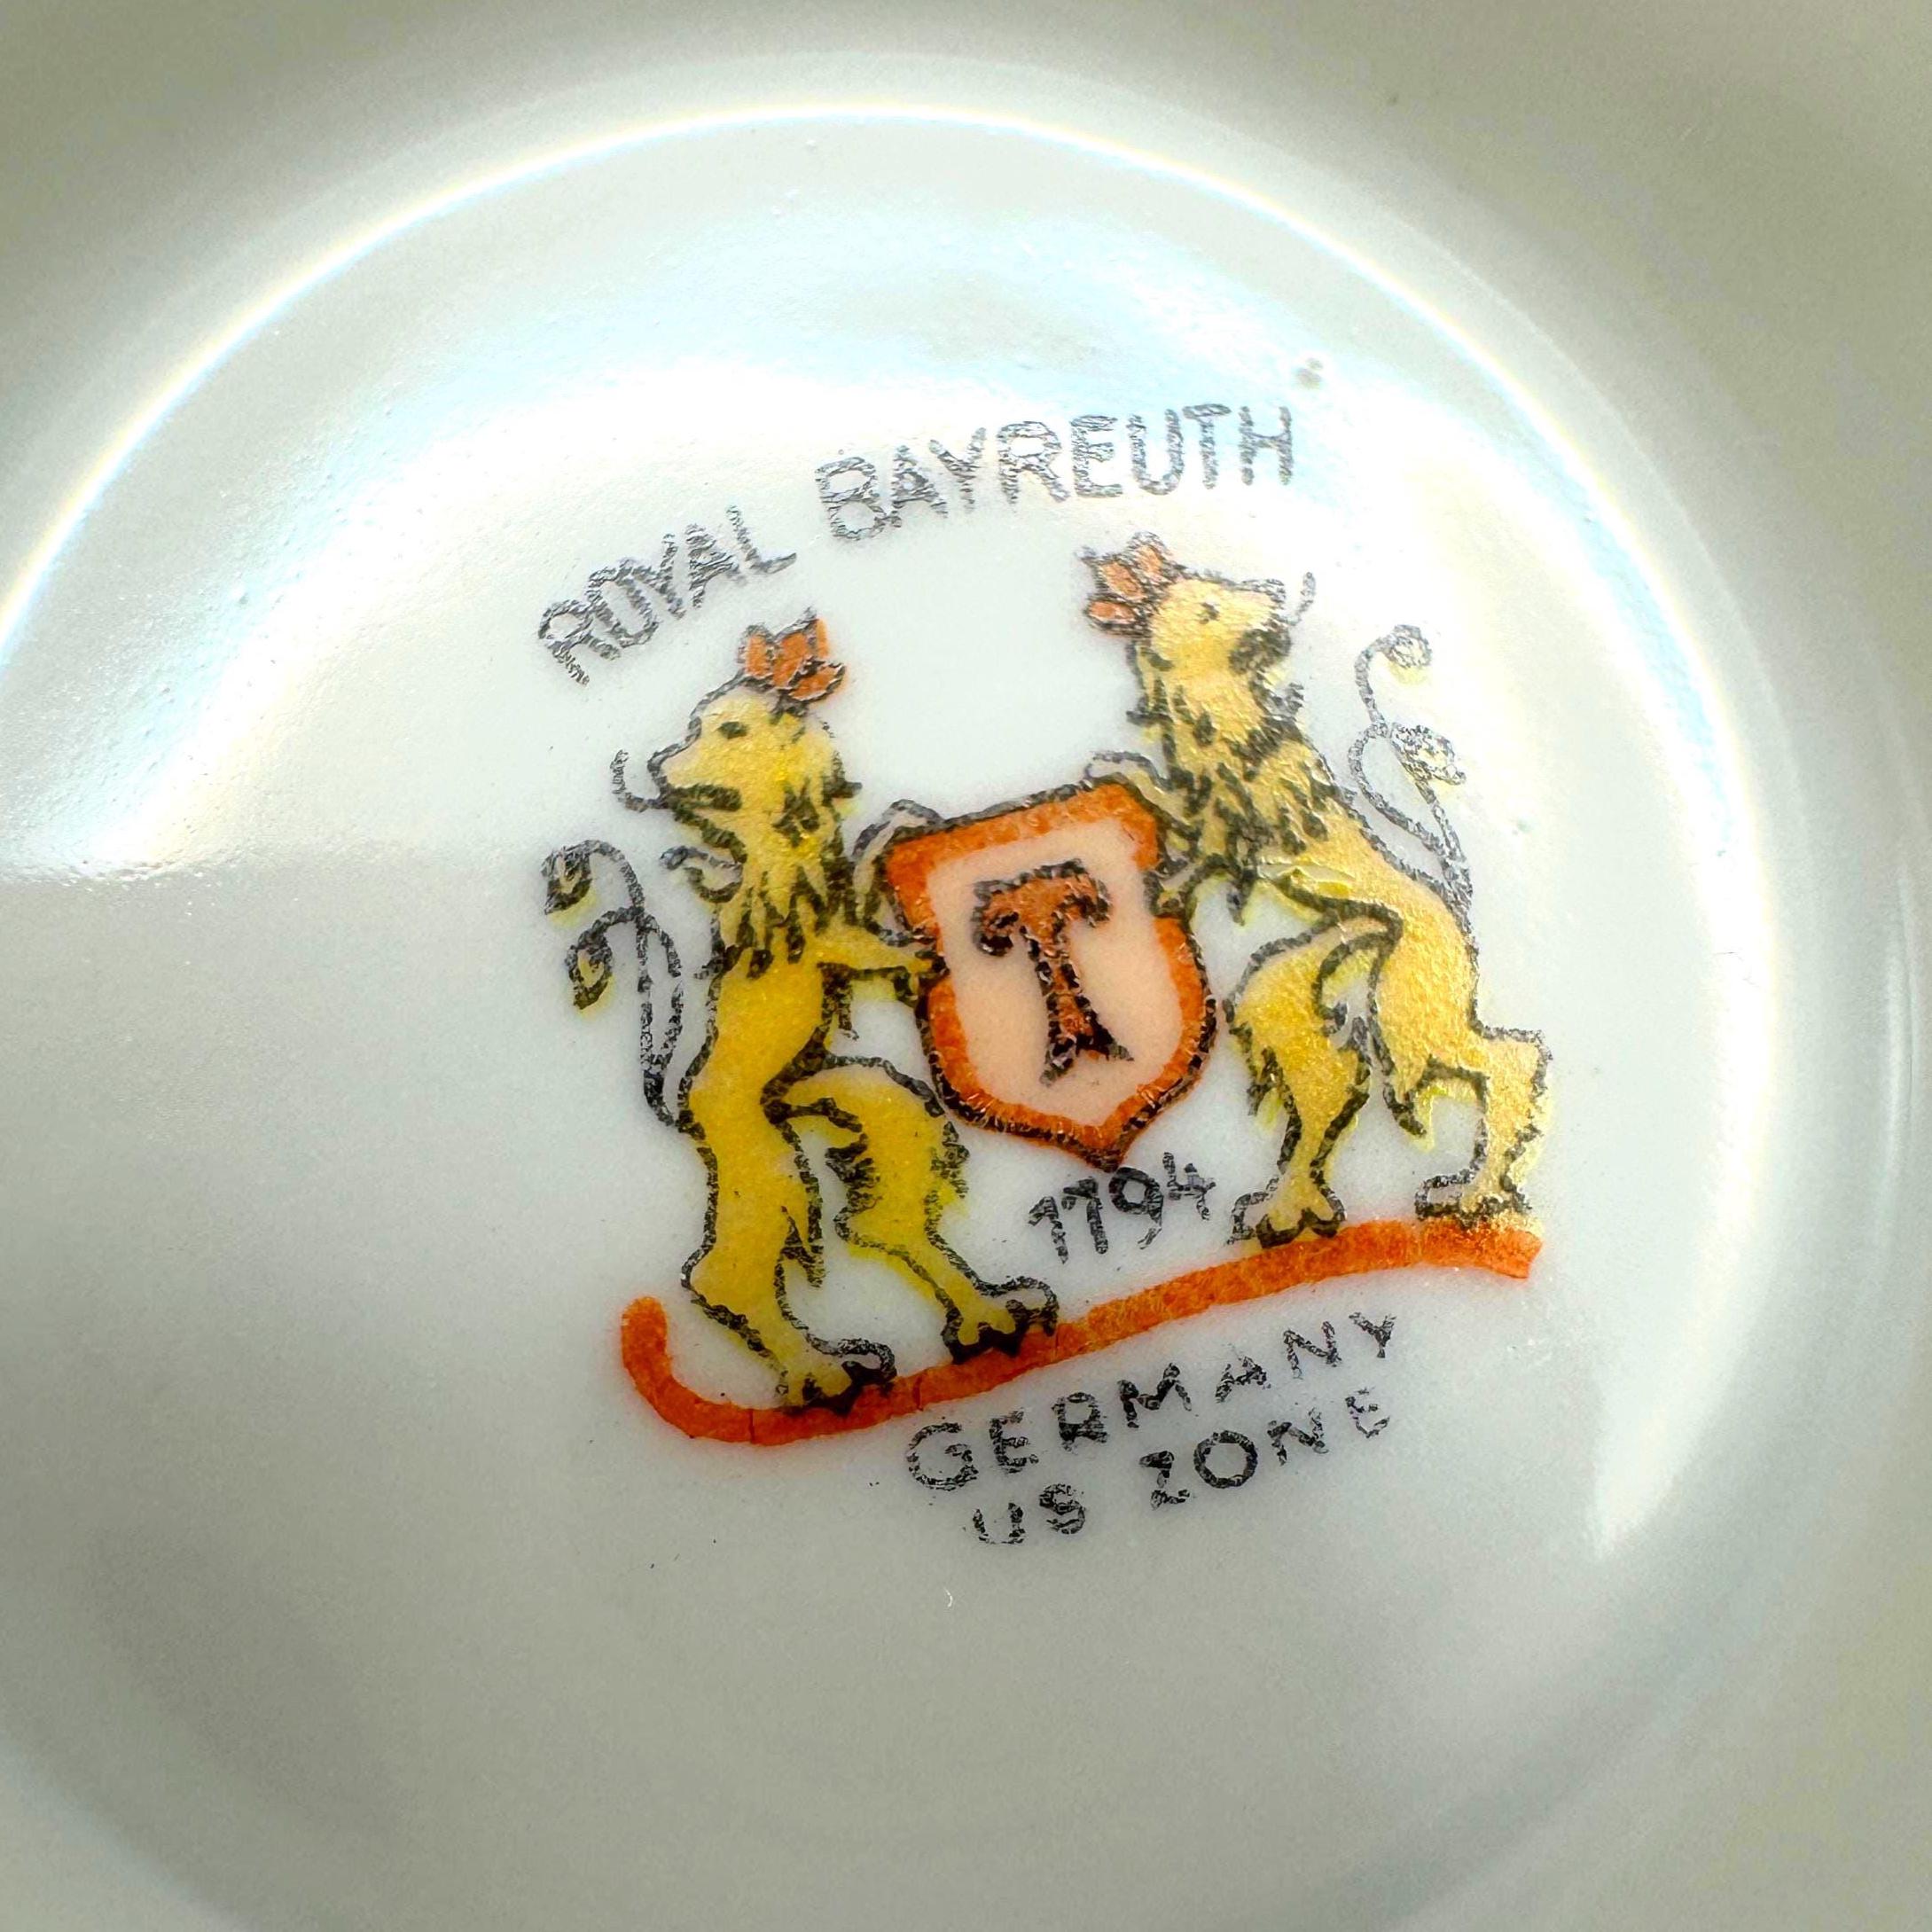 ROYAL BAYREUTH
T
1794
GERMANY
US ZONE